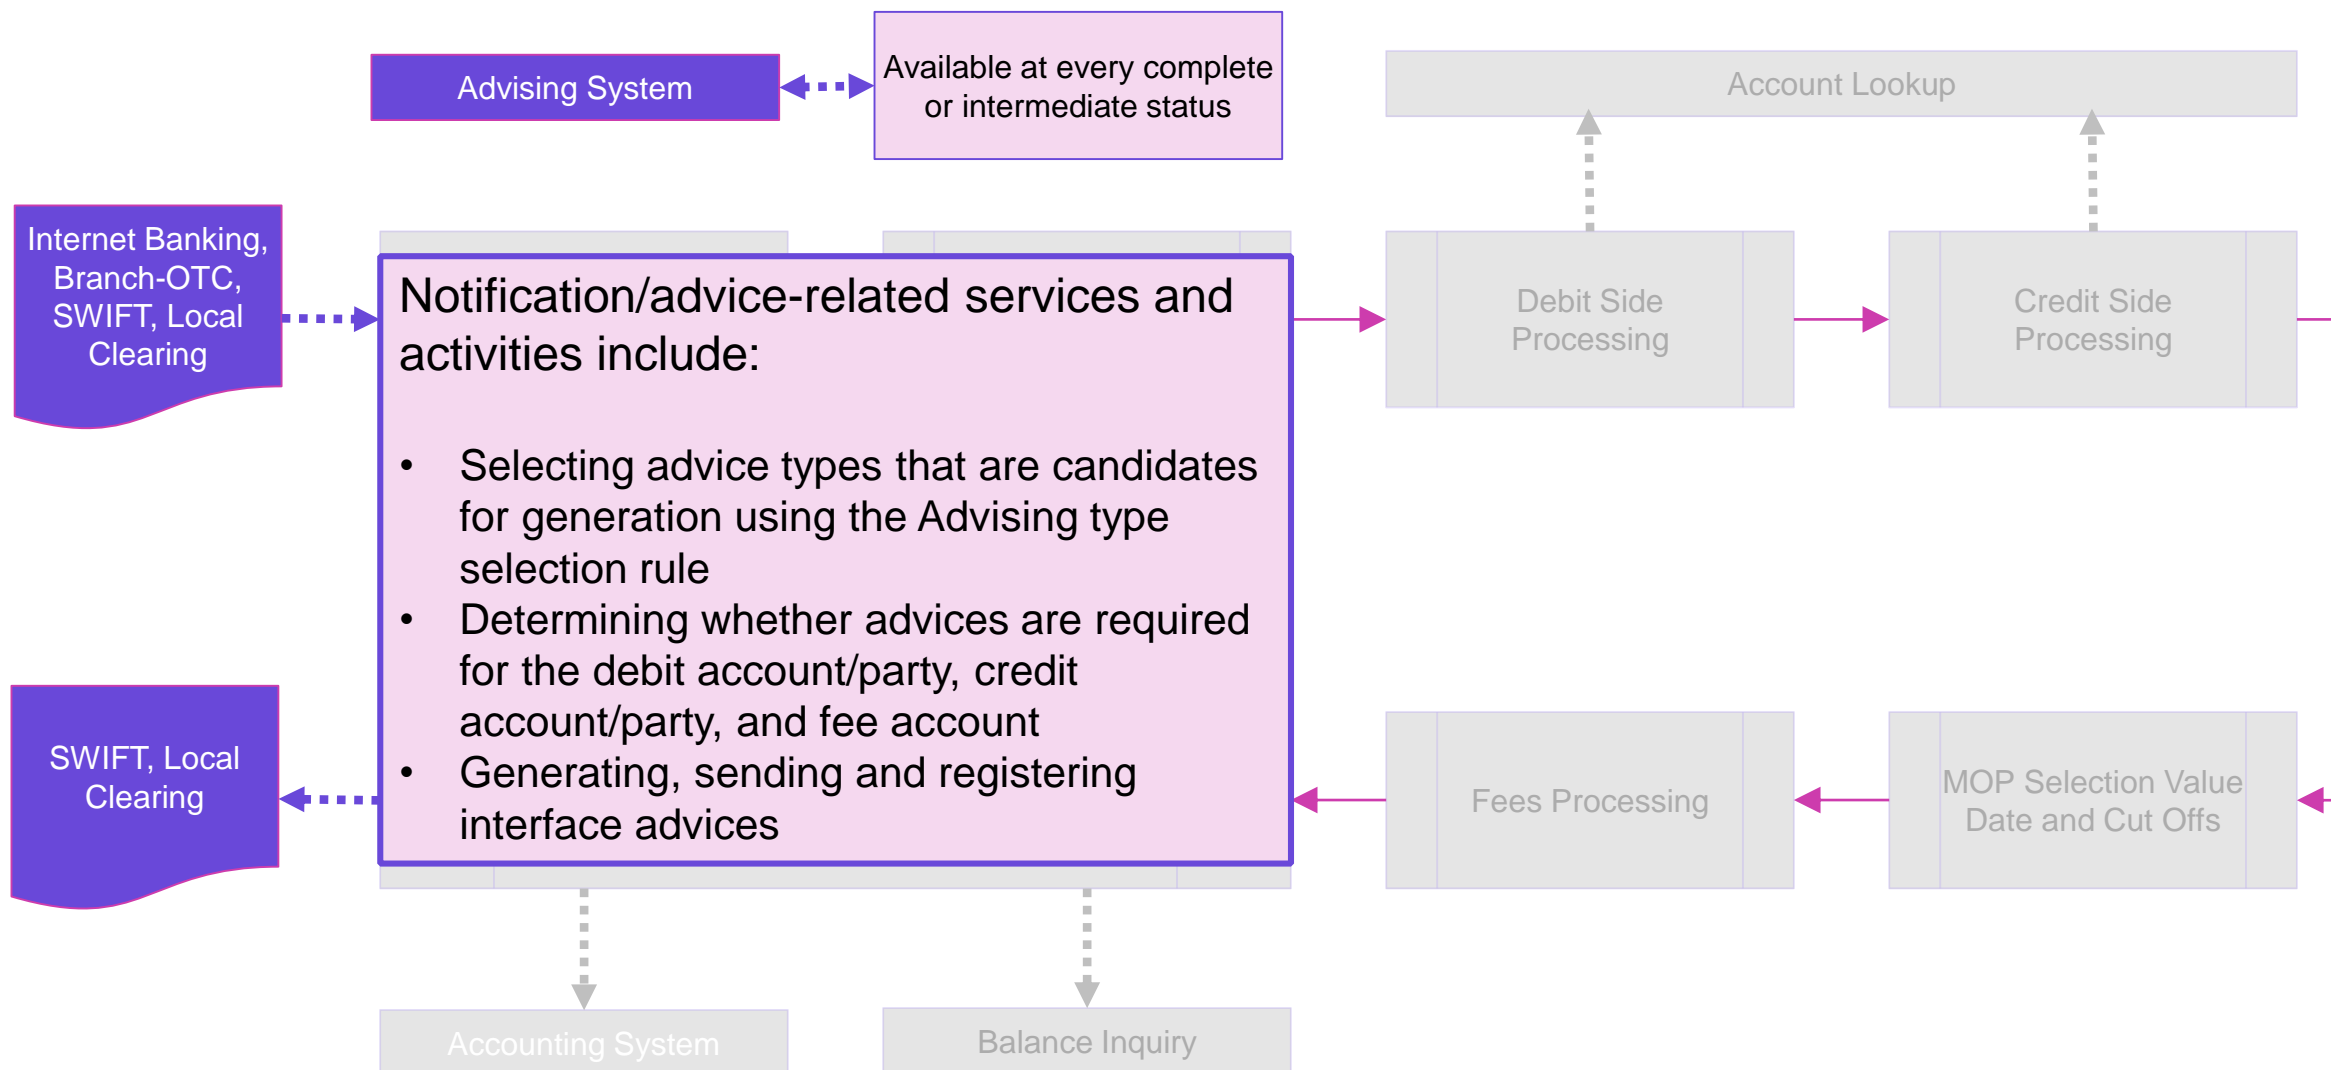 Advising System
Available at every complete
or intermediate status
Account Lookup
Internet Banking,
Branch-OTC,
SWIFT, Local
Clearing
Notification/advice-related services and
activities include:
• Selecting advice types that are candidates
for generation using the Advising type
selection rule
• Determining whether advices are required
for the debit account/party, credit
account/party, and fee account
• Generating, sending and registering
interface advices
Debit Side
Processing
Credit Side
Processing
SWIFT, Local
Clearing
Fees Processing
MOP Selection Value
Date and Cut Offs
Accounting System
Balance Inquiry